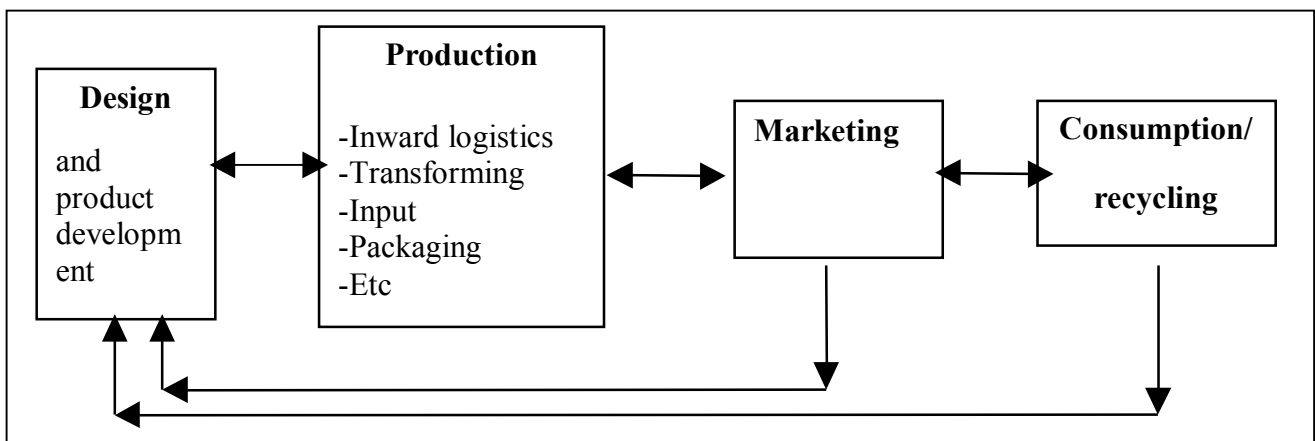 Design
and
product
developm
ent
Production
-Inward logistics
-Transforming
-Input
-Packaging
-Etc
Marketing
Consumption/
recycling